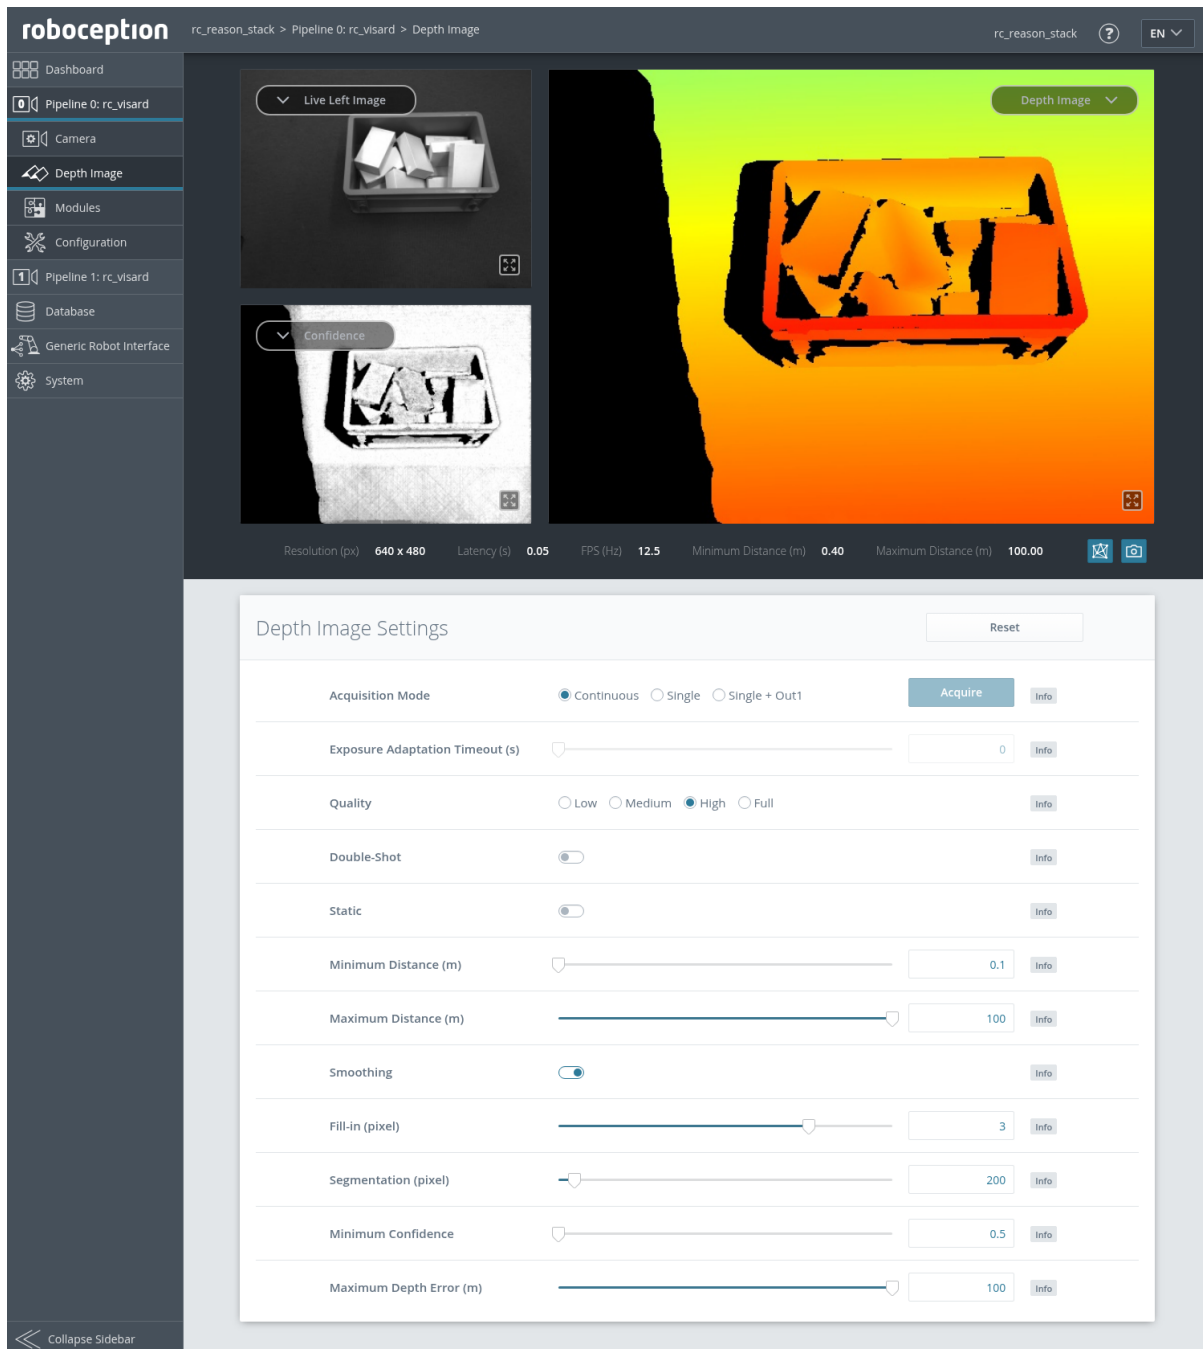 roboception
rc_reason_stack > Pipeline 0: rc_visard > Depth Image
rc_reason_stack ? EN
Dashboard
0 Pipeline 0: rc_visard
Camera
Depth Image
Modules
Configuration
1 Pipeline 1: rc_visard
Database
Generic Robot Interface
System
Collapse Sidebar
Live Left Image
Depth Image
Confidence
Resolution (px) 640 x 480 Latency (s) 0.05 FPS (Hz) 12.5 Minimum Distance (m) 0.40 Maximum Distance (m) 100.00
Depth Image Settings Reset
Acquisition Mode Continuous Single Single + Out1 Acquire Info
Exposure Adaptation Timeout (s) 0 Info
Quality Low Medium High Full Info
Double-Shot Info
Static Info
Minimum Distance (m) 0.1 Info
Maximum Distance (m) 100 Info
Smoothing Info
Fill-in (pixel) 3 Info
Segmentation (pixel) 200 Info
Minimum Confidence 0.5 Info
Maximum Depth Error (m) 100 Info